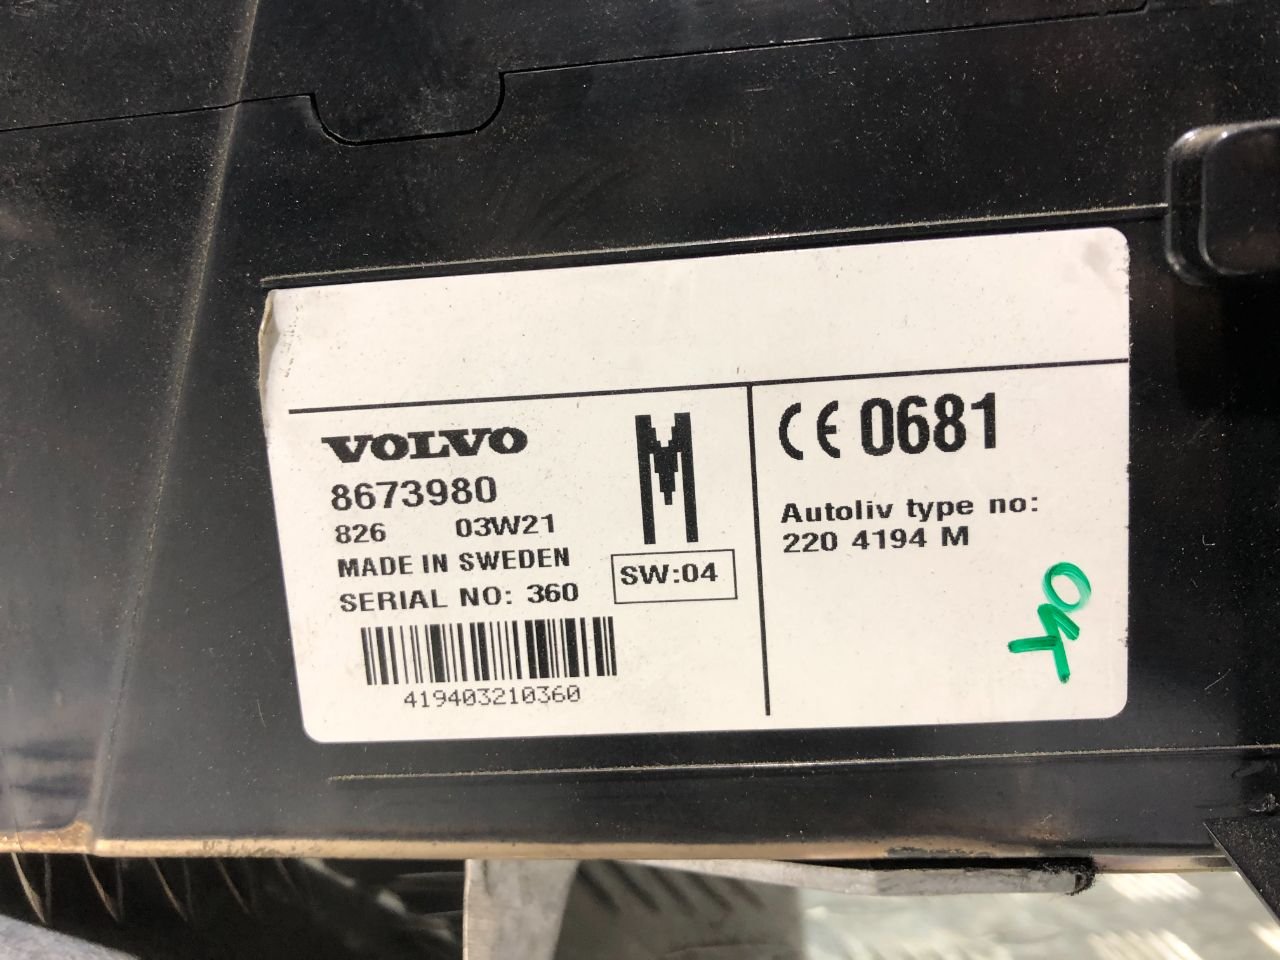 VOLVO
8673980
826 03W21
MADE IN SWEDEN
SERIAL NO: 360
419403210360
M
SW:04
CE 0681
Autoliv type no:
220 4194 M
OK